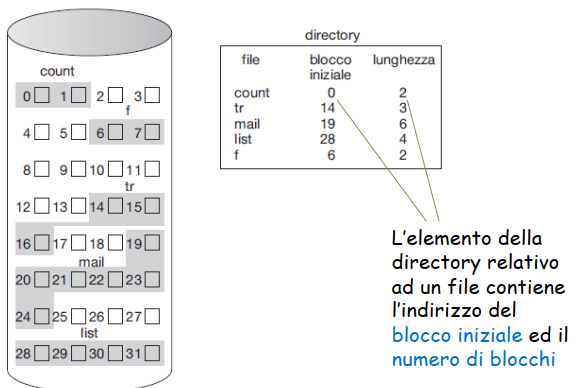 count
0 1 2 3
f
4 5 6 7
8 9 10 11
tr
12 13 14 15
16 17 18 19
mail
20 21 22 23
24 25 26 27
list
28 29 30 31
directory
file blocco iniziale lunghezza
count 0 2
tr 14 3
mail 19 6
list 28 4
f 6 2
L'elemento della
directory relativo
ad un file contiene
l'indirizzo del
blocco iniziale ed il
numero di blocchi